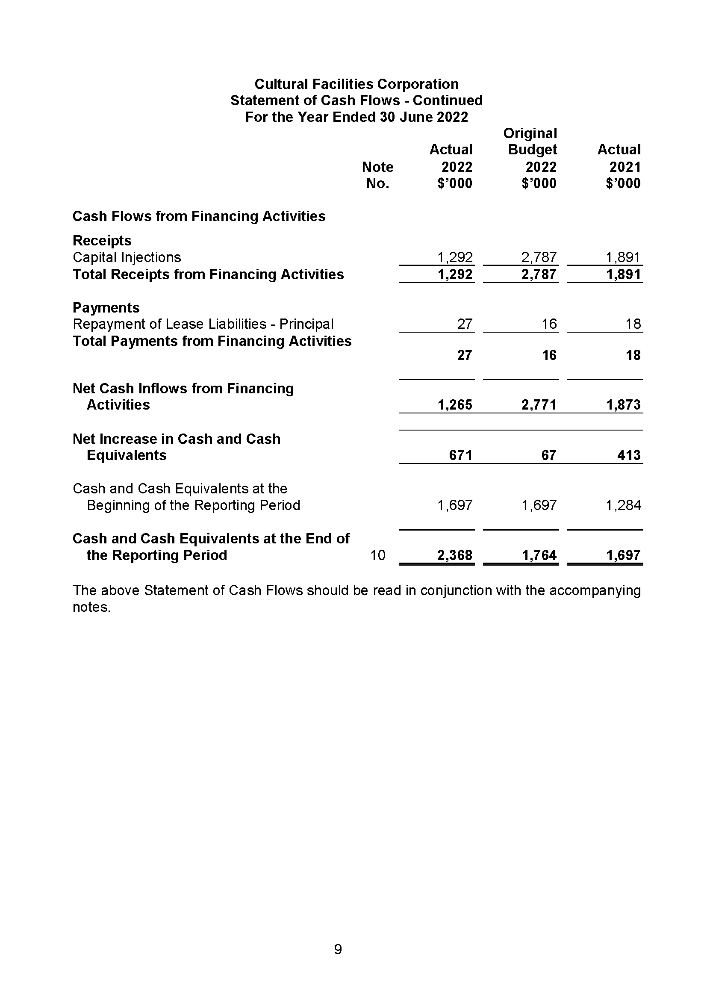 Cultural Facilities Corporation
Statement of Cash Flows - Continued
For the Year Ended 30 June 2022
Original
Actual Budget Actual
Note 2022 2022 2021
No. $’000 $’000 $’000
Cash Flows from Financing Activities
Receipts
Capital Injections 1,292 2,787 1,891
Total Receipts from Financing Activities 1,292 2,787 1,891
Payments
Repayment of Lease Liabilities - Principal 27 16 18
Total Payments from Financing Activities
27 16 18
Net Cash Inflows from Financing
Activities 1,265 2,771 1,873
Net Increase in Cash and Cash
Equivalents 671 67 413
Cash and Cash Equivalents at the
Beginning of the Reporting Period 1,697 1,697 1,284
Cash and Cash Equivalents at the End of
the Reporting Period 10 2,368 1,764 1,697
The above Statement of Cash Flows should be read in conjunction with the accompanying
notes.
9